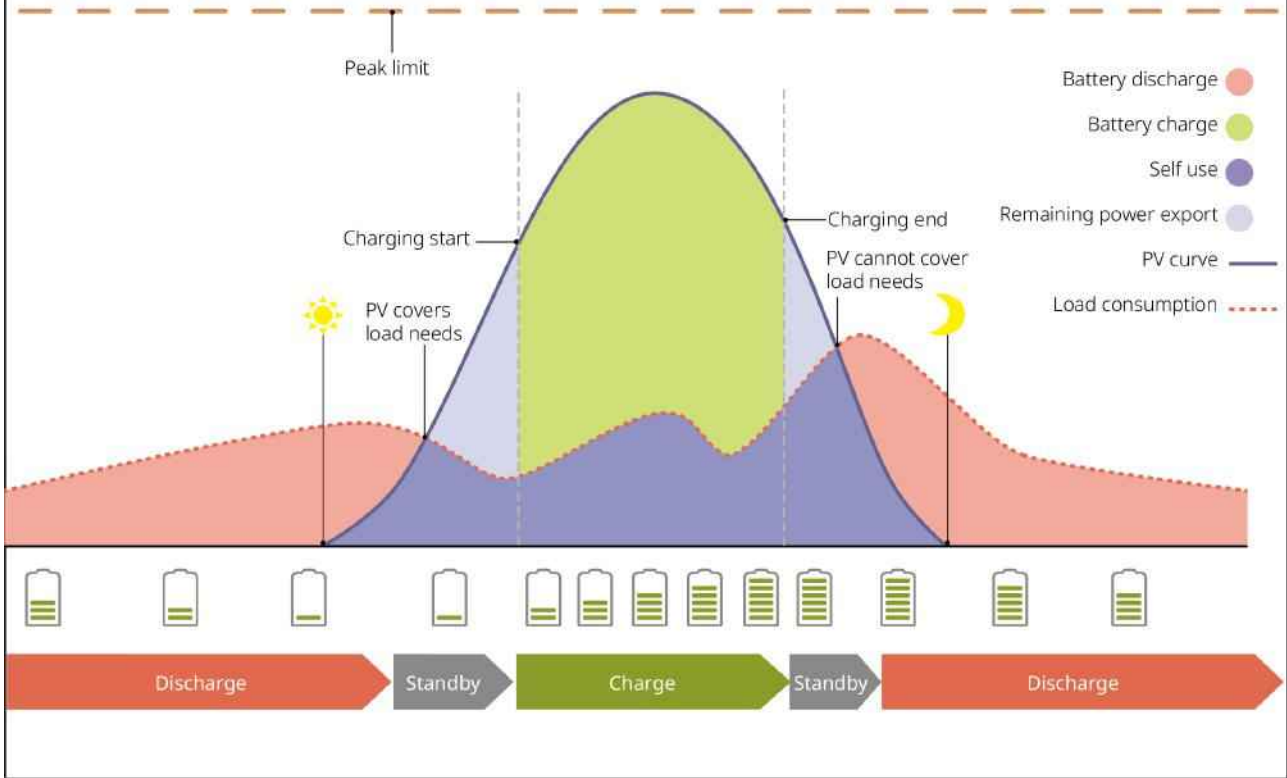 Peak limit
Battery discharge
Battery charge
Self use
Remaining power export
PV curve
Load consumption
Charging start
Charging end
PV covers
load needs
PV cannot cover
load needs
Discharge
Standby
Charge
Standby
Discharge